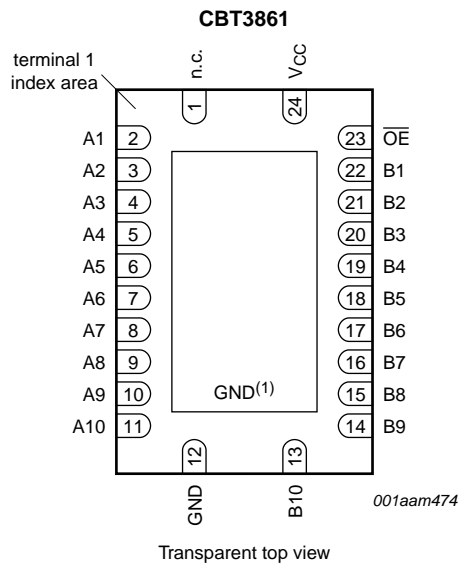 CBT3861
terminal 1
index area
n.c.
VCC
1
24
A1 2
23 O̅E̅
A2 3
22 B1
A3 4
21 B2
A4 5
20 B3
A5 6
19 B4
A6 7
18 B5
A7 8
17 B6
A8 9
16 B7
A9 10
15 B8
A10 11
14 B9
GND(1)
12
13
GND
B10
001aam474
Transparent top view